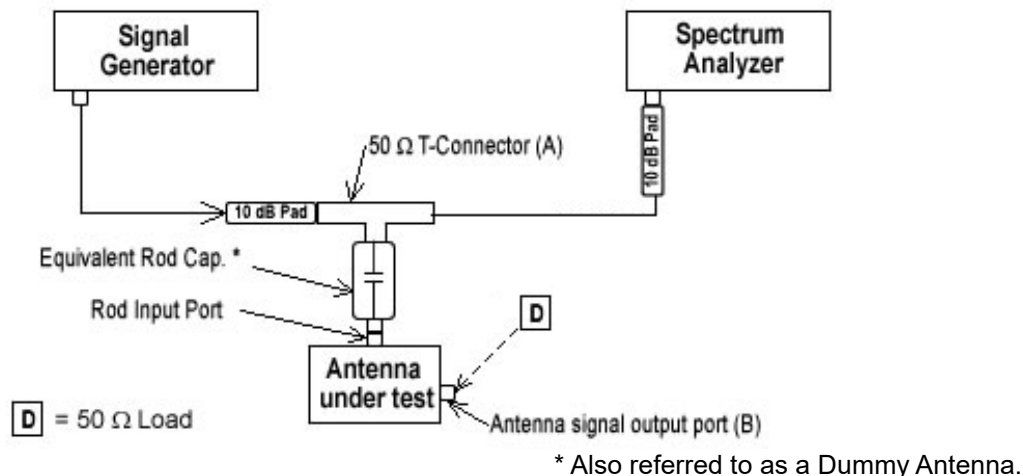 Signal
Generator
Spectrum
Analyzer
10 dB Pad
50 Ω T-Connector (A)
10 dB Pad
Equivalent Rod Cap. *
Rod Input Port
D
Antenna
under test
D = 50 Ω Load
Antenna signal output port (B)
* Also referred to as a Dummy Antenna.